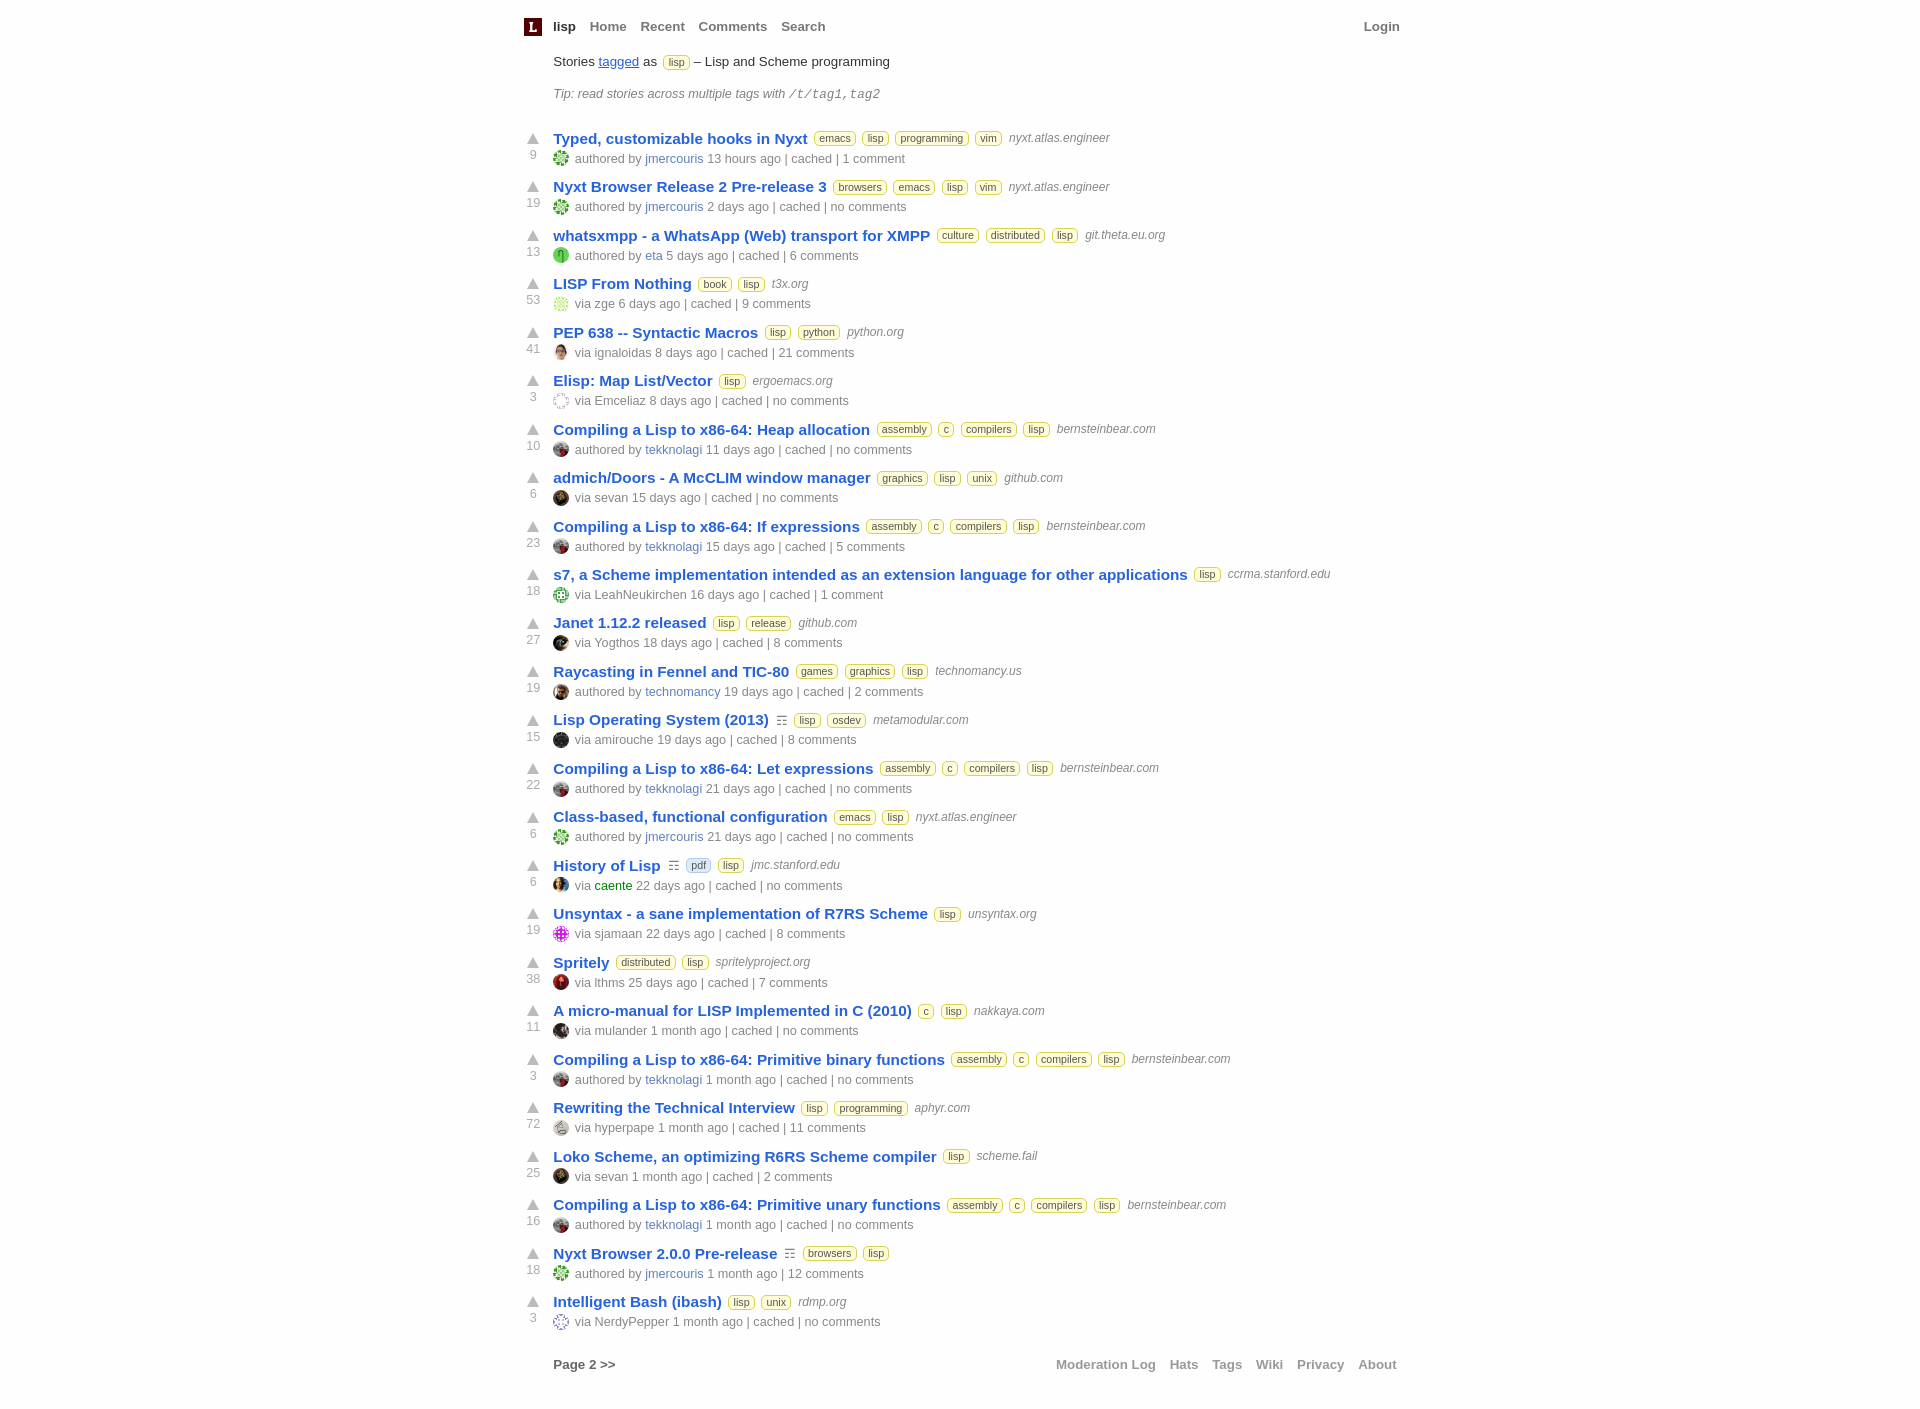 L lisp Home Recent Comments Search Login
Stories tagged as lisp – Lisp and Scheme programming
Tip: read stories across multiple tags with /t/tag1,tag2
Typed, customizable hooks in Nyxt emacs lisp programming vim nyxt.atlas.engineer
9 authored by jmercouris 13 hours ago | cached | 1 comment
Nyxt Browser Release 2 Pre-release 3 browsers emacs lisp vim nyxt.atlas.engineer
19 authored by jmercouris 2 days ago | cached | no comments
whatsxmpp - a WhatsApp (Web) transport for XMPP culture distributed lisp git.theta.eu.org
13 authored by eta 5 days ago | cached | 6 comments
LISP From Nothing book lisp t3x.org
53 via zge 6 days ago | cached | 9 comments
PEP 638 -- Syntactic Macros lisp python python.org
41 via ignaloidas 8 days ago | cached | 21 comments
Elisp: Map List/Vector lisp ergoemacs.org
3 via Emceliaz 8 days ago | cached | no comments
Compiling a Lisp to x86-64: Heap allocation assembly c compilers lisp bernsteinbear.com
10 authored by tekknolagi 11 days ago | cached | no comments
admich/Doors - A McCLIM window manager graphics lisp unix github.com
6 via sevan 15 days ago | cached | no comments
Compiling a Lisp to x86-64: If expressions assembly c compilers lisp bernsteinbear.com
23 authored by tekknolagi 15 days ago | cached | 5 comments
s7, a Scheme implementation intended as an extension language for other applications lisp ccrma.stanford.edu
18 via LeahNeukirchen 16 days ago | cached | 1 comment
Janet 1.12.2 released lisp release github.com
27 via Yogthos 18 days ago | cached | 8 comments
Raycasting in Fennel and TIC-80 games graphics lisp technomancy.us
19 authored by technomancy 19 days ago | cached | 2 comments
Lisp Operating System (2013) ☶ lisp osdev metamodular.com
15 via amirouche 19 days ago | cached | 8 comments
Compiling a Lisp to x86-64: Let expressions assembly c compilers lisp bernsteinbear.com
22 authored by tekknolagi 21 days ago | cached | no comments
Class-based, functional configuration emacs lisp nyxt.atlas.engineer
6 authored by jmercouris 21 days ago | cached | no comments
History of Lisp ☶ pdf lisp jmc.stanford.edu
6 via caente 22 days ago | cached | no comments
Unsyntax - a sane implementation of R7RS Scheme lisp unsyntax.org
19 via sjamaan 22 days ago | cached | 8 comments
Spritely distributed lisp spritelyproject.org
38 via lthms 25 days ago | cached | 7 comments
A micro-manual for LISP Implemented in C (2010) c lisp nakkaya.com
11 via mulander 1 month ago | cached | no comments
Compiling a Lisp to x86-64: Primitive binary functions assembly c compilers lisp bernsteinbear.com
3 authored by tekknolagi 1 month ago | cached | no comments
Rewriting the Technical Interview lisp programming aphyr.com
72 via hyperpape 1 month ago | cached | 11 comments
Loko Scheme, an optimizing R6RS Scheme compiler lisp scheme.fail
25 via sevan 1 month ago | cached | 2 comments
Compiling a Lisp to x86-64: Primitive unary functions assembly c compilers lisp bernsteinbear.com
16 authored by tekknolagi 1 month ago | cached | no comments
Nyxt Browser 2.0.0 Pre-release ☶ browsers lisp
18 authored by jmercouris 1 month ago | 12 comments
Intelligent Bash (ibash) lisp unix rdmp.org
3 via NerdyPepper 1 month ago | cached | no comments
Page 2 >> Moderation Log Hats Tags Wiki Privacy About